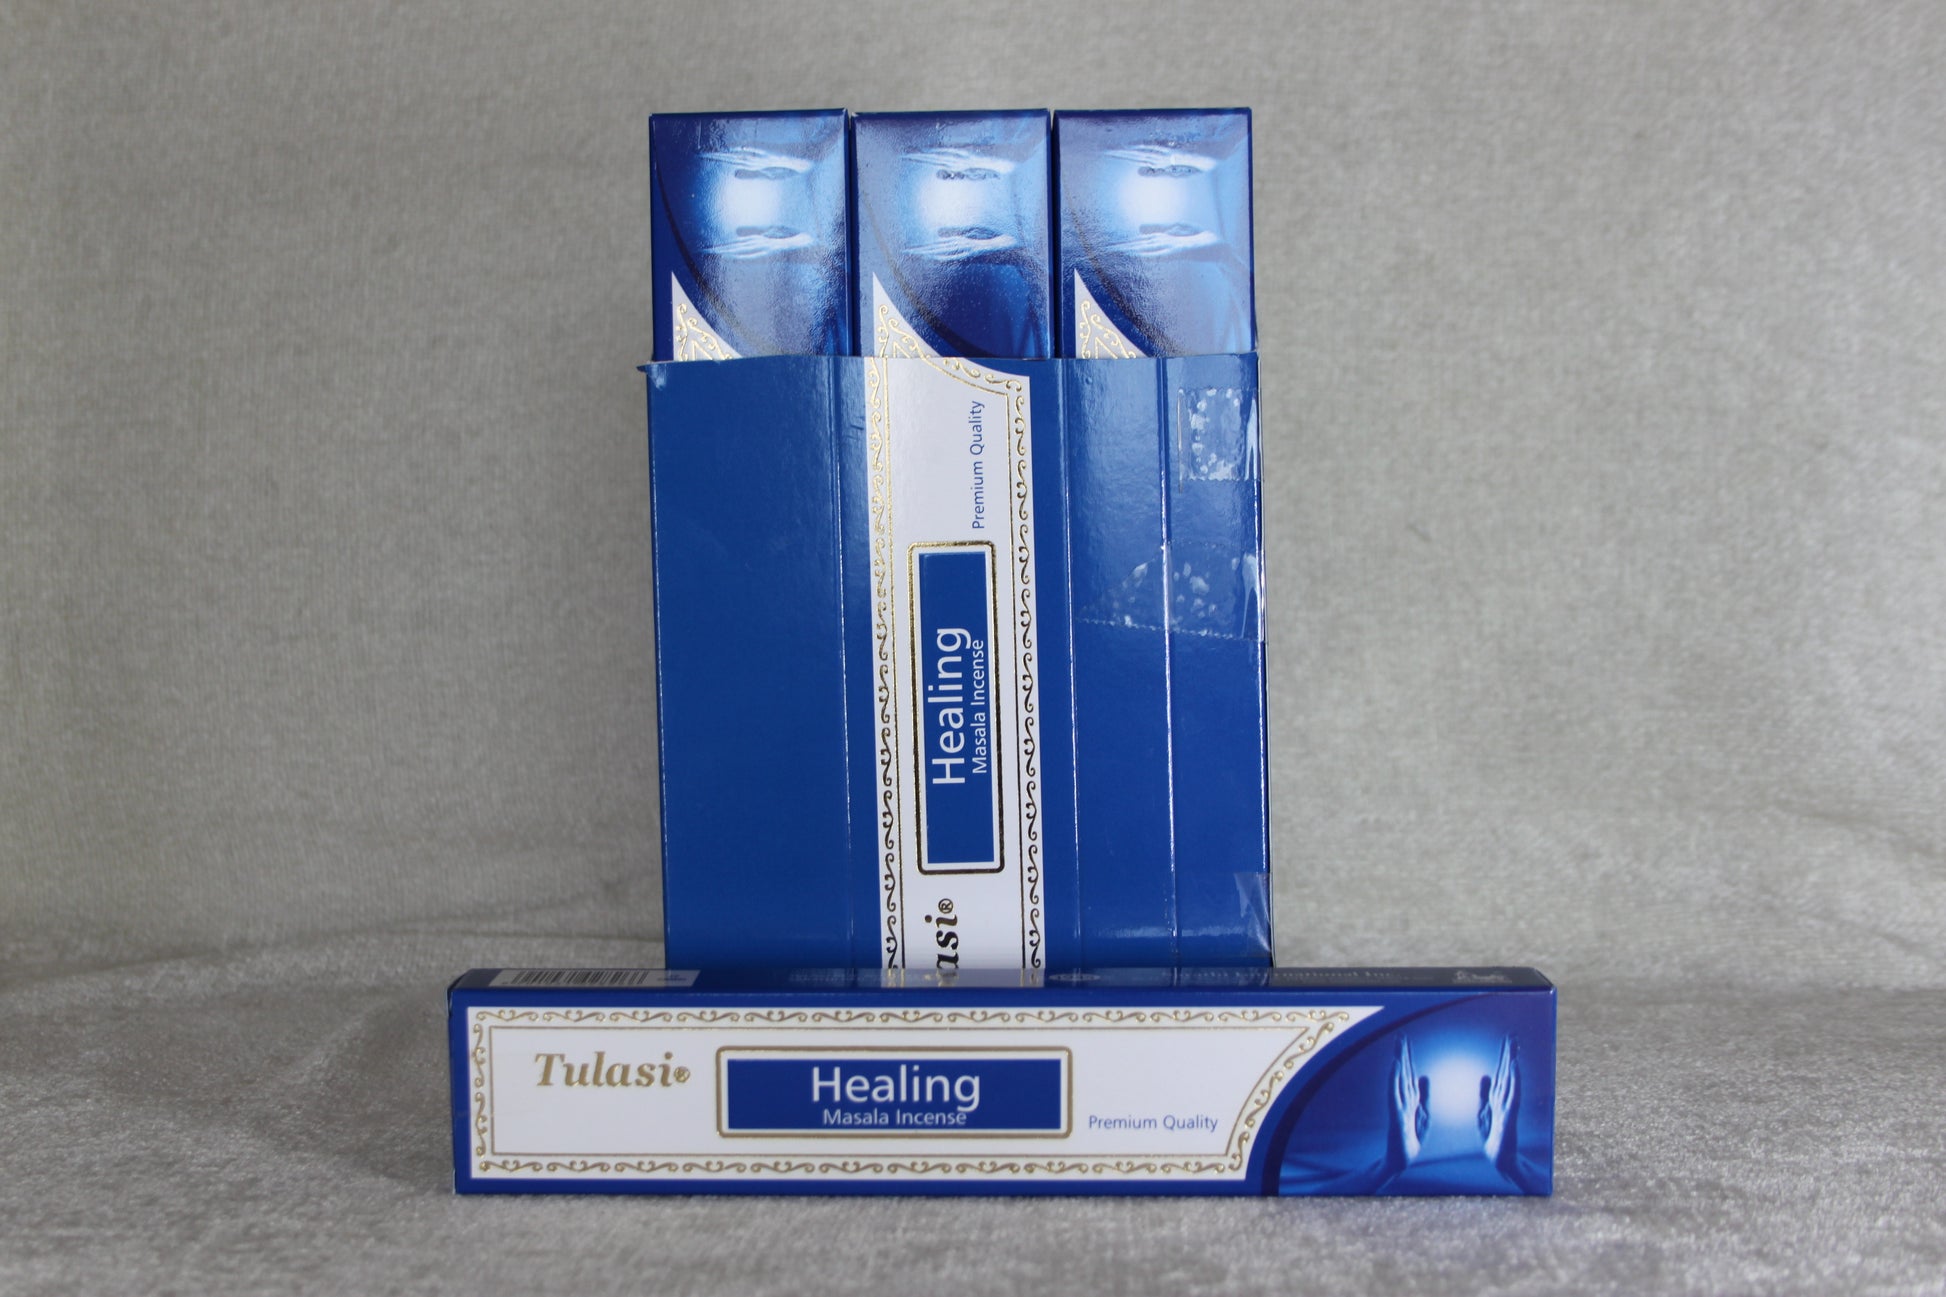 Premium Quality
Healing
Masala Incense
asi®
Tulasi®
Healing
Masala Incense
Premium Quality